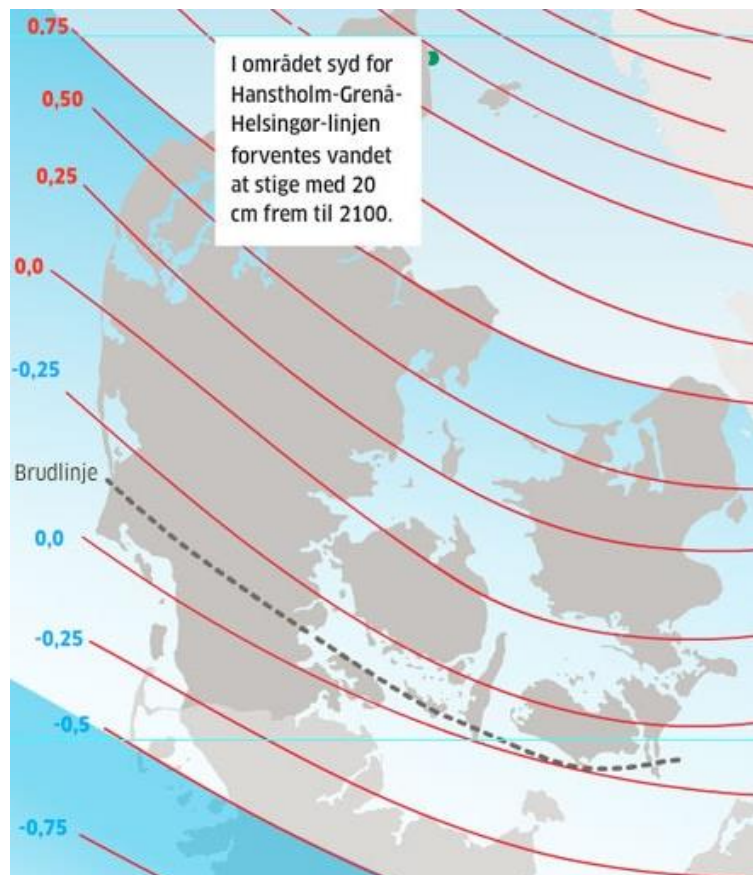 0.75
I området syd for
Hanstholm-Grenå-
Helsingør-linjen
forventes vandet
at stige med 20
cm frem til 2100.
0,50
0,25
0,0
-0,25
Brudlinje
0,0
-0,25
-0,5
-0,75